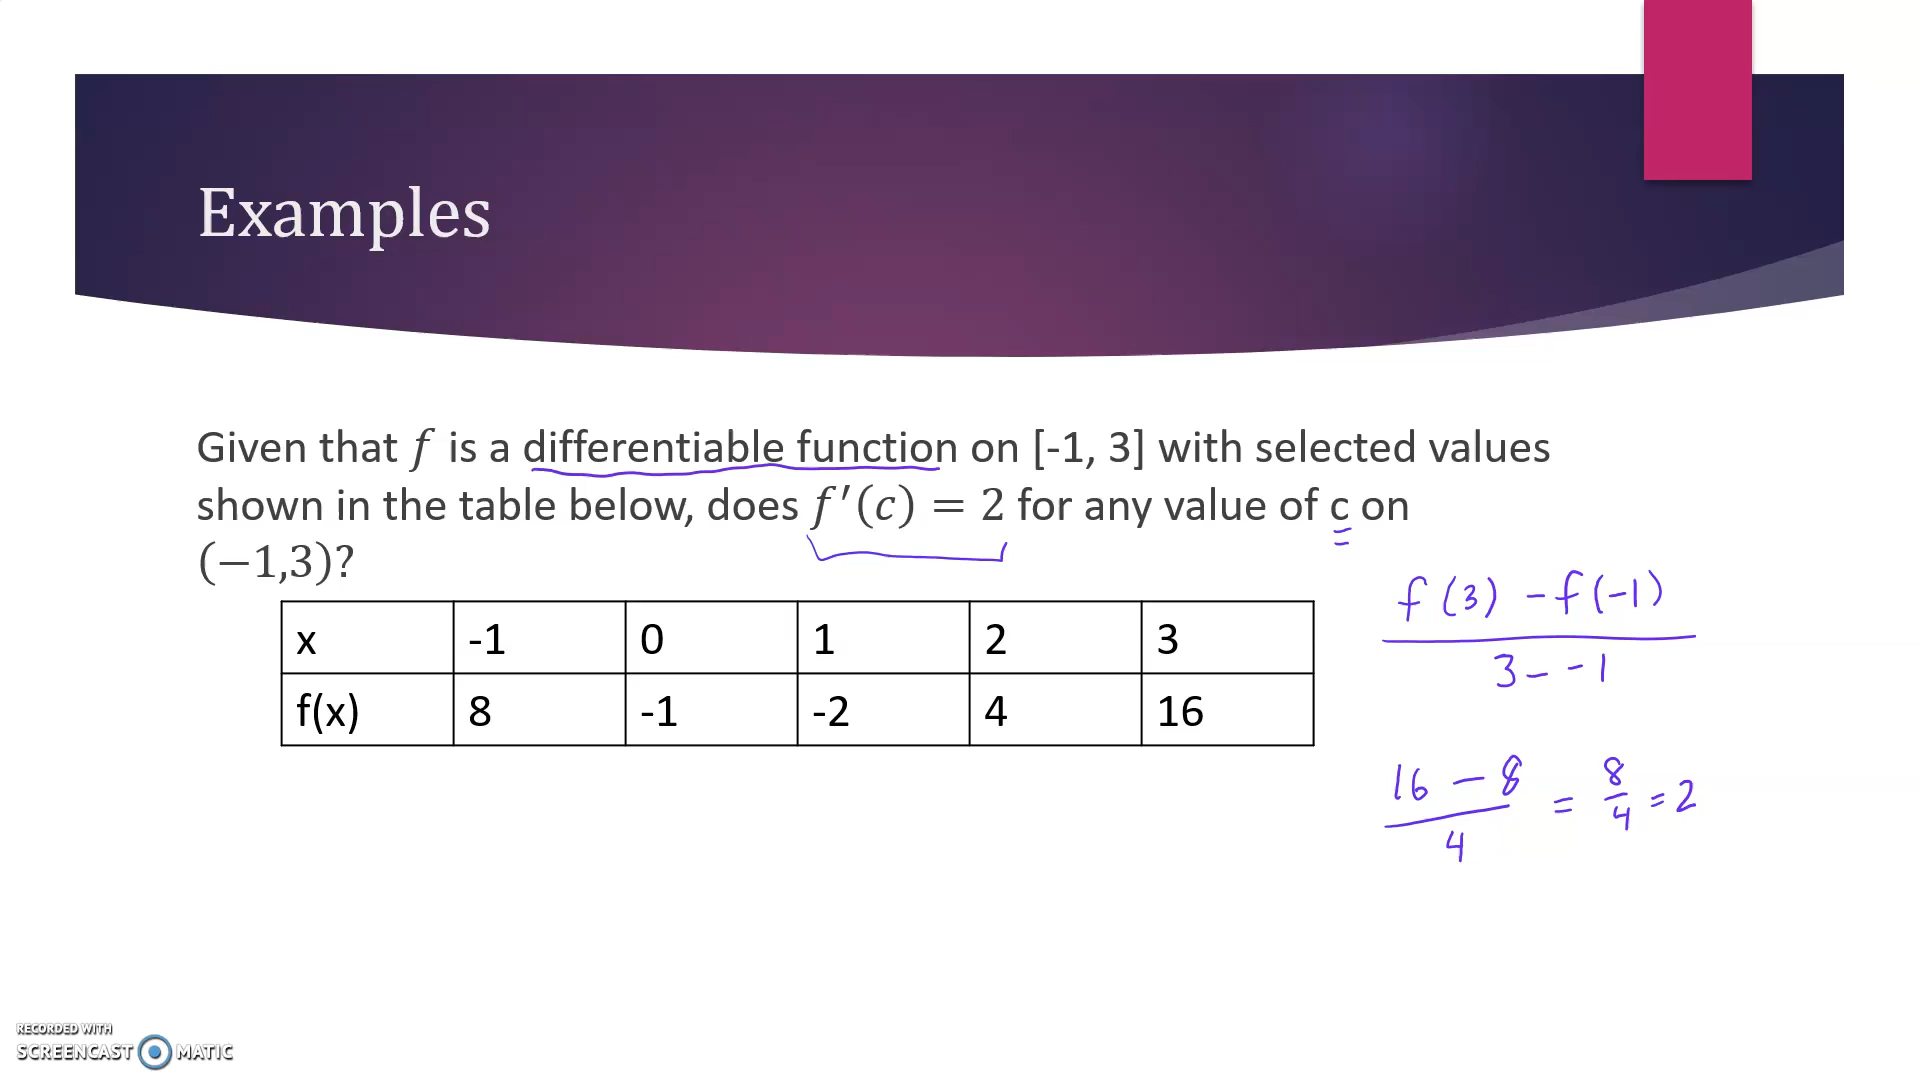 Examples
Given that f is a differentiable function on [-1, 3] with selected values
shown in the table below, does f′(c) = 2 for any value of c on
(−1,3)?
x -1 0 1 2 3
f(x) 8 -1 -2 4 16
f(3) - f(-1)
3 - -1
16 - 8 = 8/4 = 2
4
RECORDED WITH
SCREENCAST MATIC